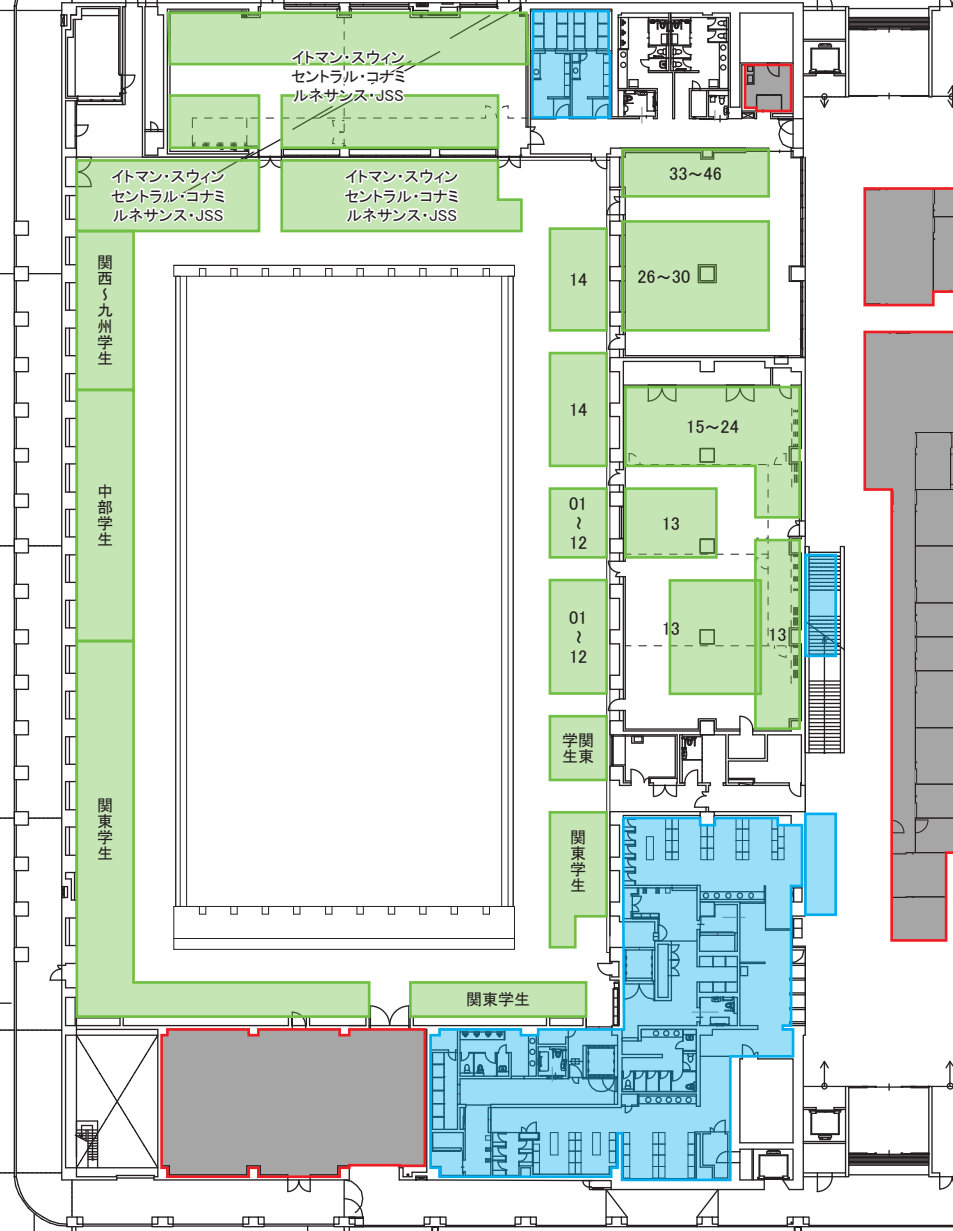 イトマン・スウィン
セントラル・コナミ
ルネサンス・JSS
イトマン・スウィン
セントラル・コナミ
ルネサンス・JSS
イトマン・スウィン
セントラル・コナミ
ルネサンス・JSS
33～46
関西～九州学生
14
26～30
14
15～24
中部学生
01
～
12
13
01
～
12
13
13
関東
学生
関東学生
関東学生
関東学生